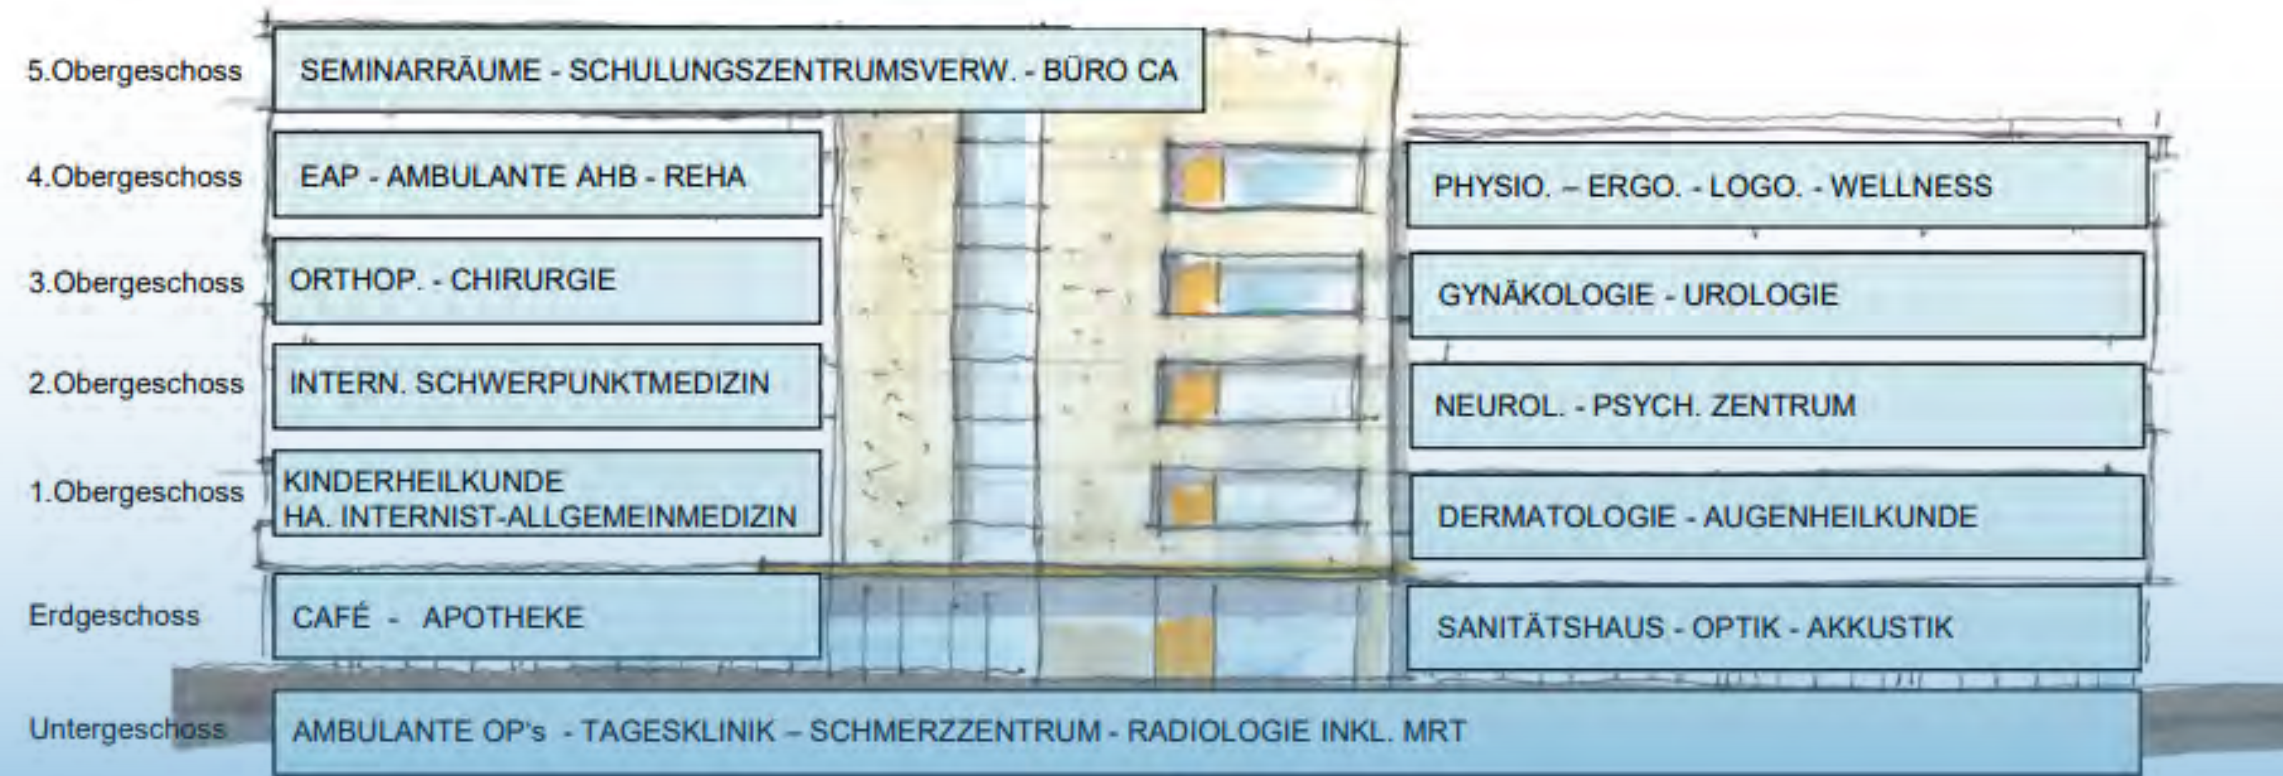 5.Obergeschoss SEMINARRÄUME - SCHULUNGSZENTRUMSVERW. - BÜRO CA
4.Obergeschoss EAP - AMBULANTE AHB - REHA PHYSIO. – ERGO. - LOGO. - WELLNESS
3.Obergeschoss ORTHOP. - CHIRURGIE GYNÄKOLOGIE - UROLOGIE
2.Obergeschoss INTERN. SCHWERPUNKTMEDIZIN NEUROL. - PSYCH. ZENTRUM
1.Obergeschoss KINDERHEILKUNDE
HA. INTERNIST-ALLGEMEINMEDIZIN DERMATOLOGIE - AUGENHEILKUNDE
Erdgeschoss CAFÉ - APOTHEKE SANITÄTSHAUS - OPTIK - AKKUSTIK
Untergeschoss AMBULANTE OP's - TAGESKLINIK – SCHMERZZENTRUM - RADIOLOGIE INKL. MRT